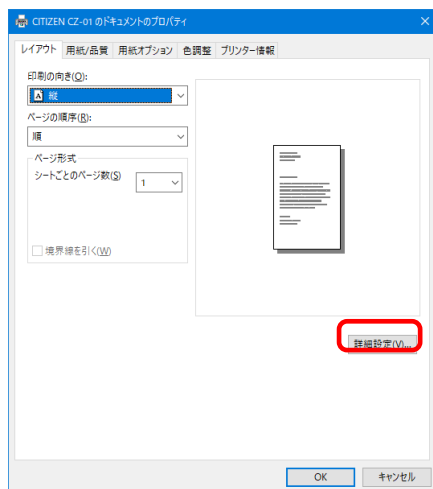 CITIZEN CZ-01 のドキュメントのプロパティ
レイアウト 用紙/品質 用紙オプション 色調整 プリンター情報
印刷の向き(O):
縦
ページの順序(R):
順
ページ形式
シートごとのページ数(S)
1
境界線を引く(W)
詳細設定(V)...
OK キャンセル